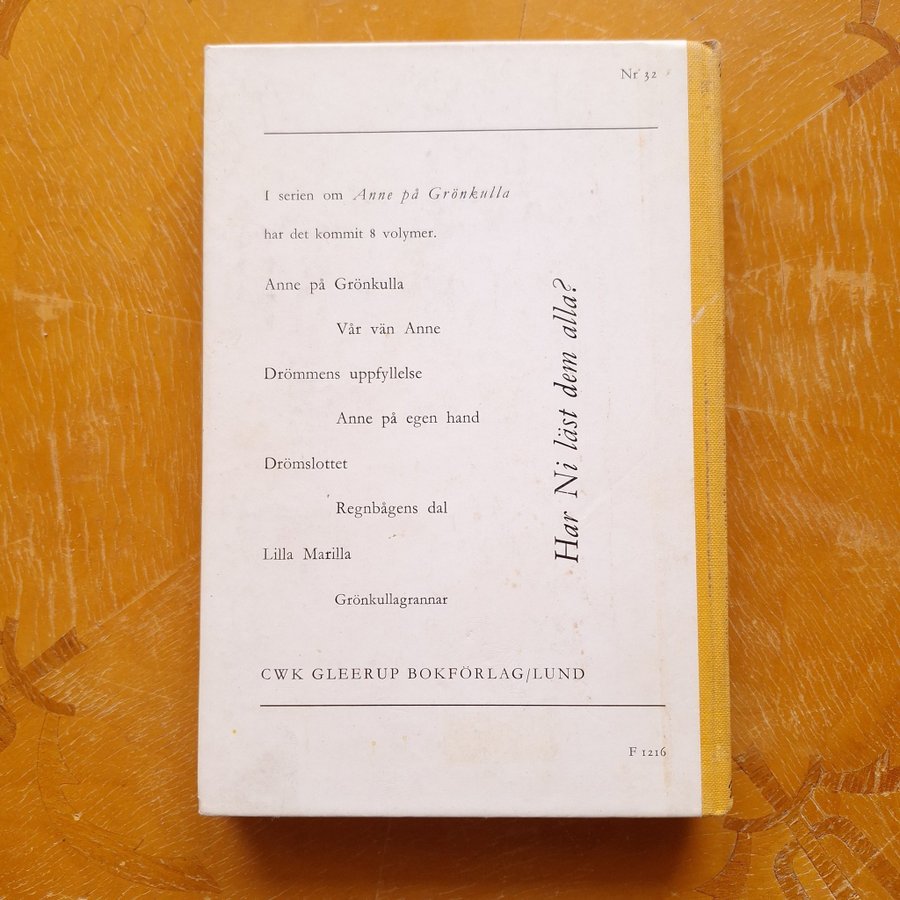 Nr 32
I serien om Anne på Grönkulla
har det kommit 8 volymer.
Anne på Grönkulla
Vår vän Anne
Drömmens uppfyllelse
Anne på egen hand
Drömslottet
Regnbågens dal
Lilla Marilla
Grönkullagrannar
Har Ni läst dem alla?
CWK GLEERUP BOKFÖRLAG/LUND
F 1216